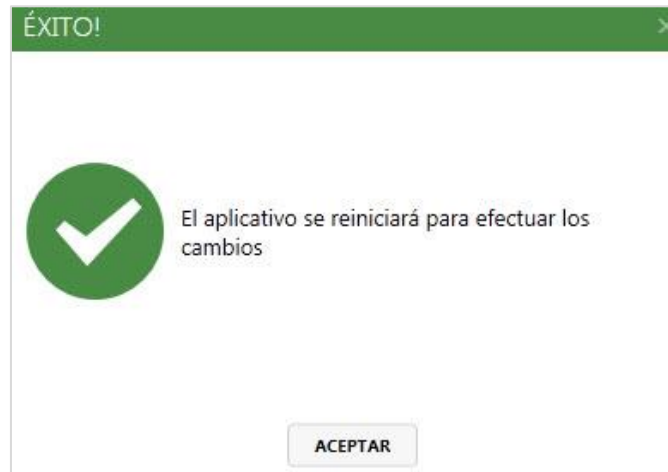 ÉXITO!
El aplicativo se reiniciará para efectuar los
cambios
ACEPTAR